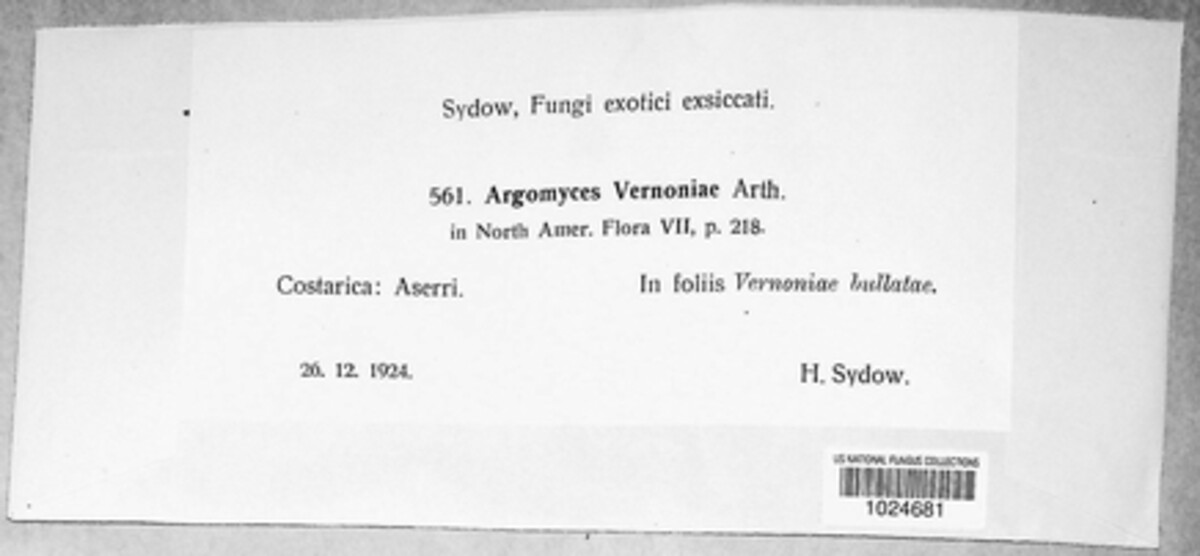 Sydow, Fungi exotici exsiccati.
561. Argomyces Vernoniae Arth.
in North Amer. Flora VII, p. 218.
Costarica: Aserri.
In foliis Vernoniae bullatae.
26. 12. 1924.
H. Sydow.
US NATIONAL FUNGUS COLLECTIONS
1024681